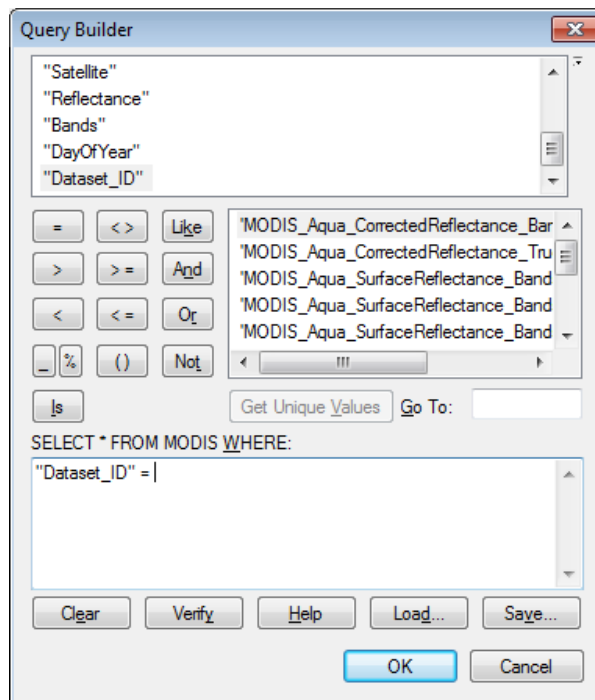 Query Builder
"Satellite"
"Reflectance"
"Bands"
"DayOfYear"
"Dataset_ID"
= <> Like
> >= And
< <= Or
_ % () Not
Is
'MODIS_Aqua_CorrectedReflectance_Bar
'MODIS_Aqua_CorrectedReflectance_Tru
'MODIS_Aqua_SurfaceReflectance_Band
'MODIS_Aqua_SurfaceReflectance_Band
'MODIS_Aqua_SurfaceReflectance_Band
Get Unique Values Go To:
SELECT * FROM MODIS WHERE:
"Dataset_ID" =
Clear Verify Help Load... Save...
OK Cancel